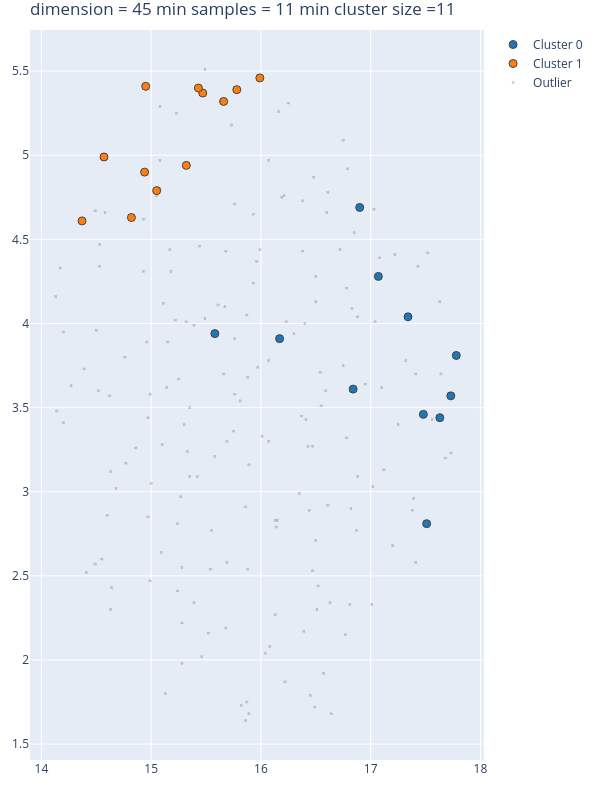 dimension = 45 min samples = 11 min cluster size =11
Cluster 0
Cluster 1
Outlier
5.5
5
4.5
4
3.5
3
2.5
2
1.5
14 15 16 17 18